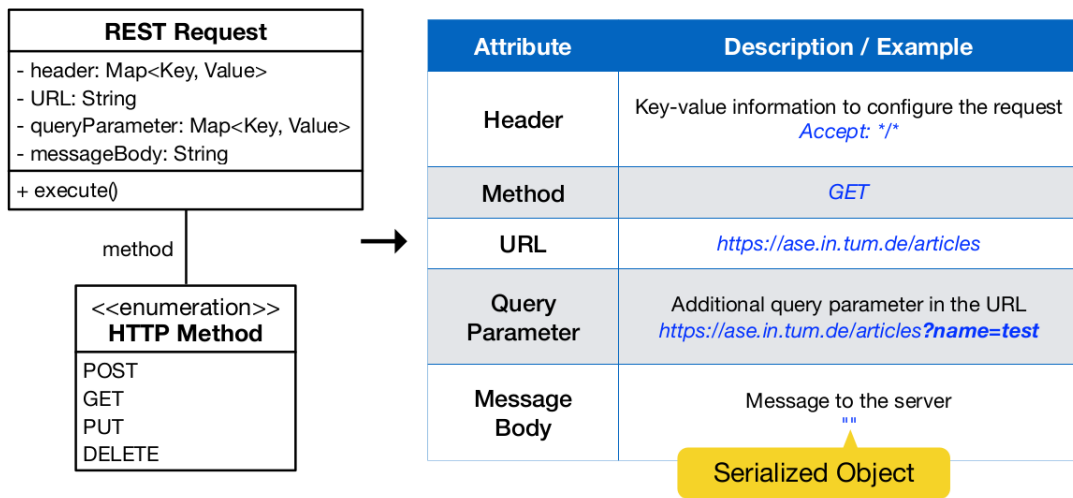 REST Request
- header: Map<Key, Value>
- URL: String
- queryParameter: Map<Key, Value>
- messageBody: String
+ execute()
method
<<enumeration>>
HTTP Method
POST
GET
PUT
DELETE
Attribute
Description / Example
Header
Key-value information to configure the request
Accept: */*
Method
GET
URL
https://ase.in.tum.de/articles
Query
Parameter
Additional query parameter in the URL
https://ase.in.tum.de/articles?name=test
Message
Body
Message to the server
""
Serialized Object